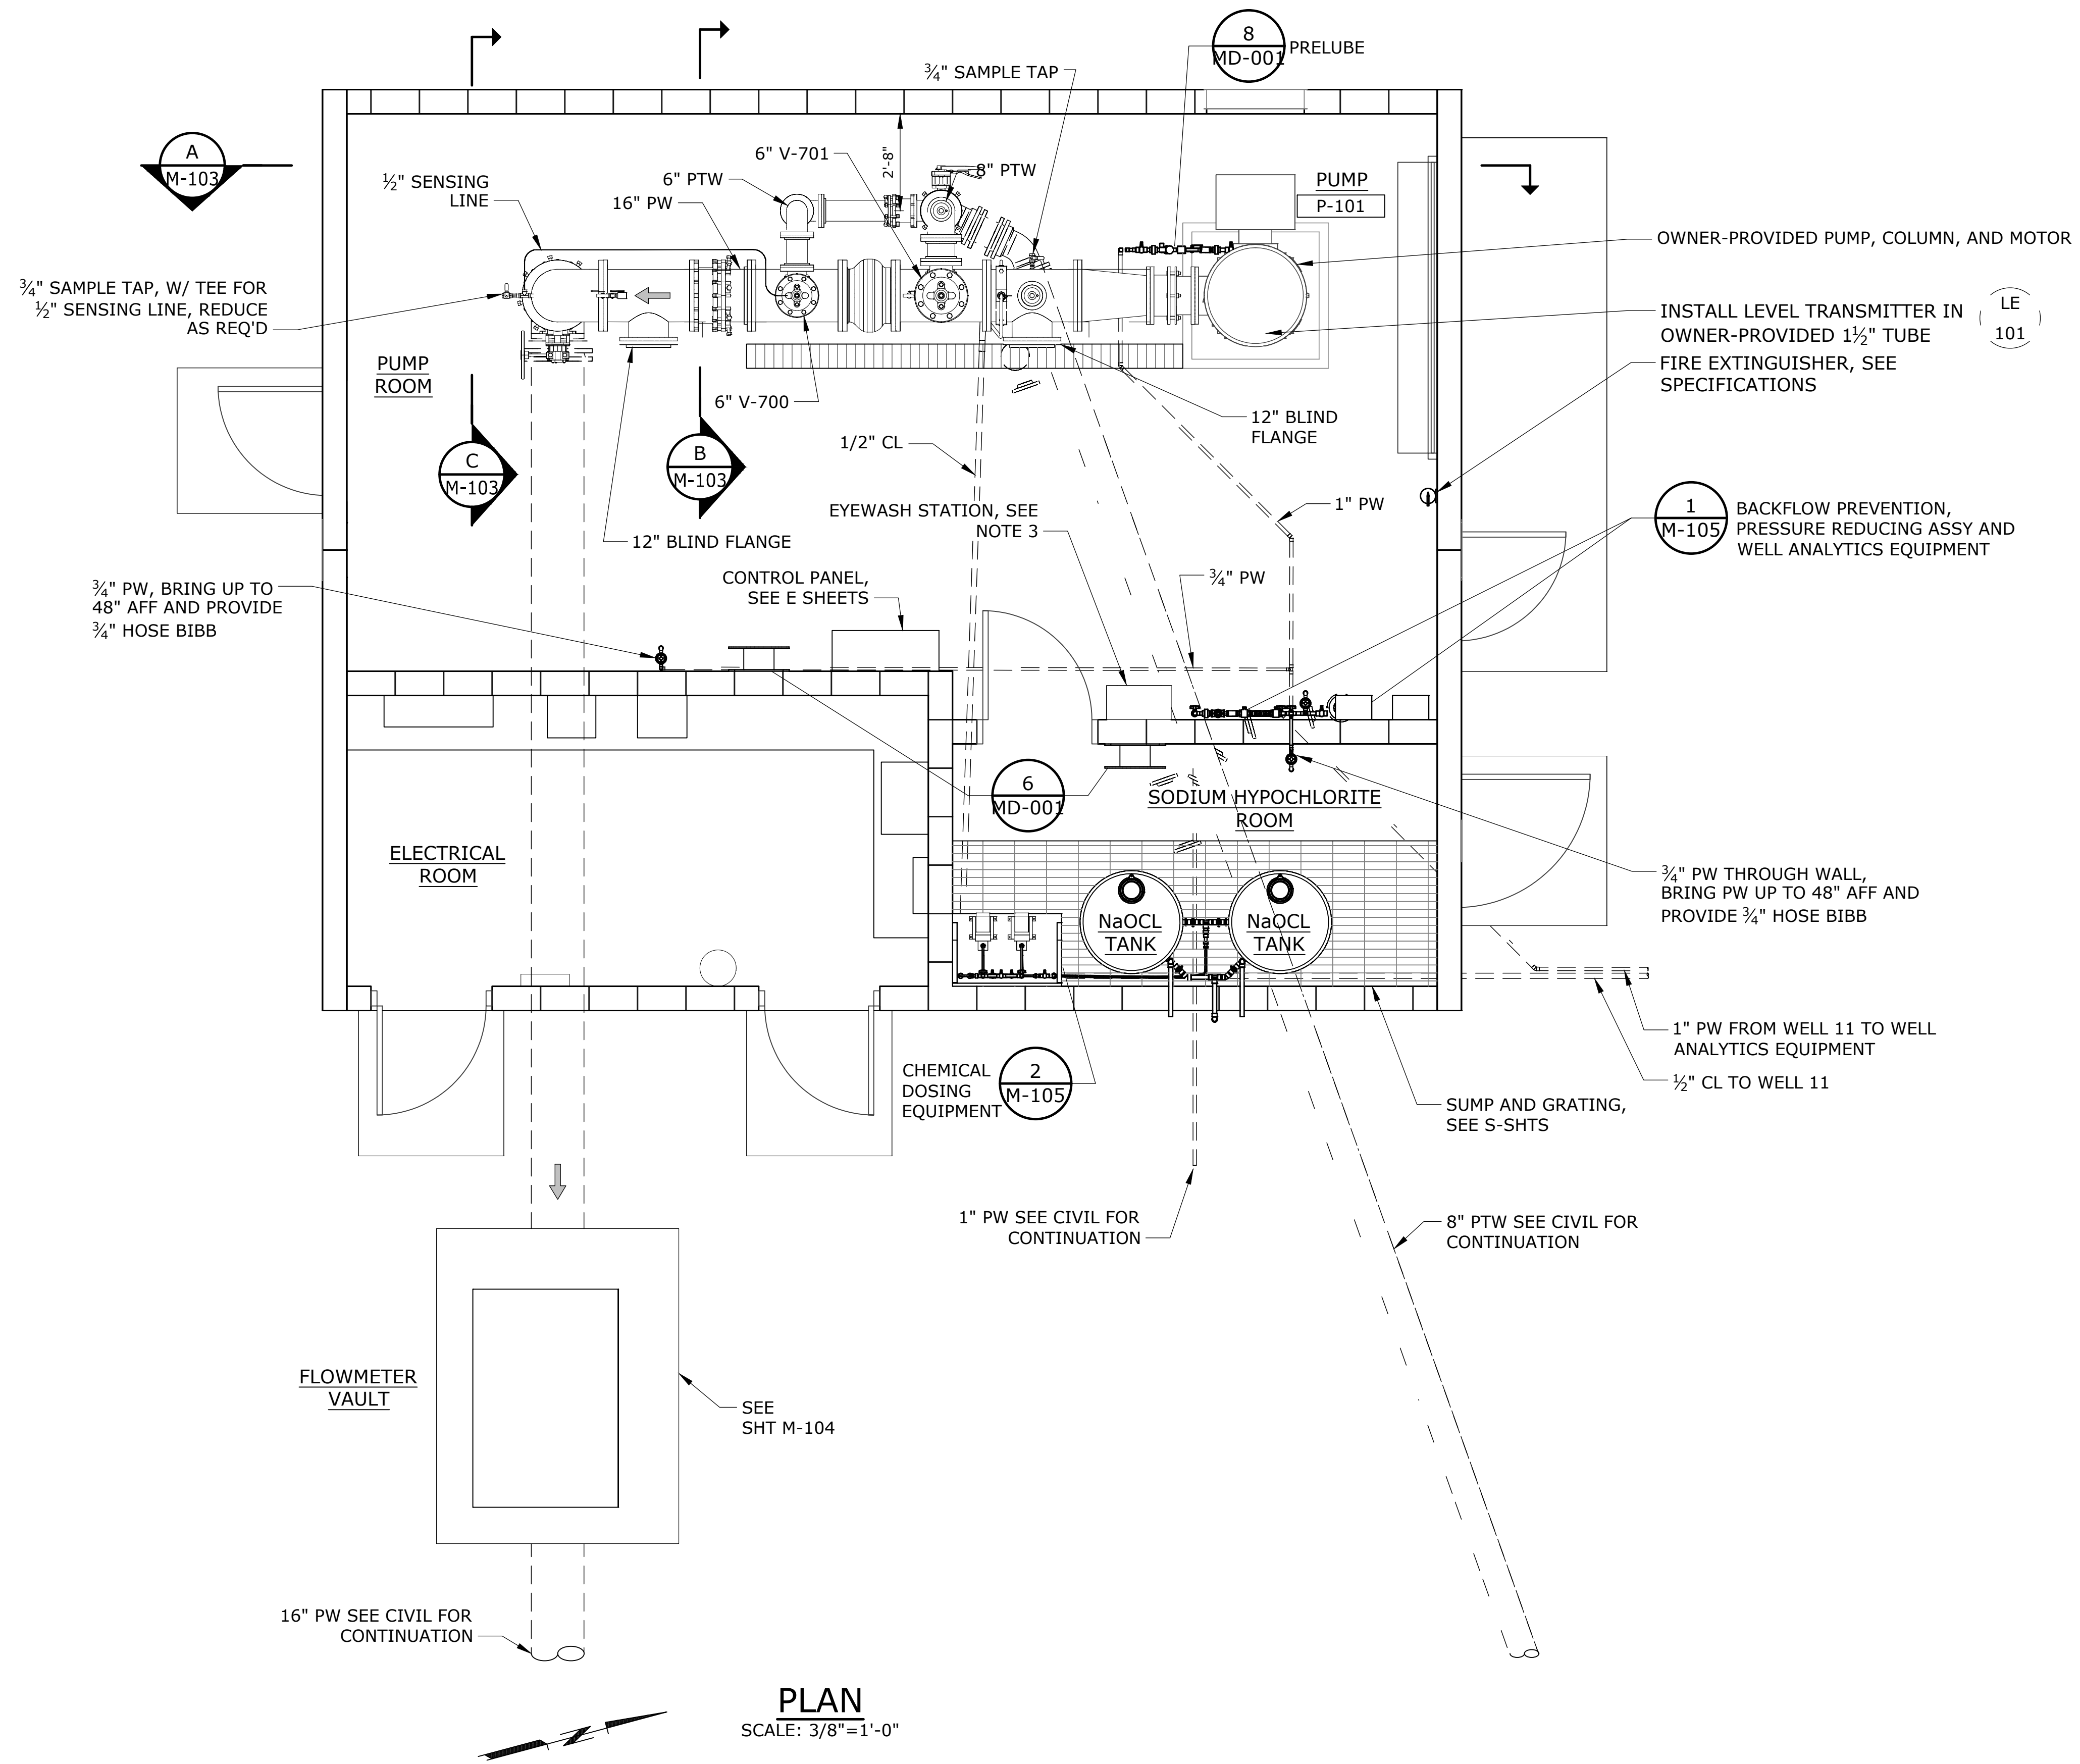 8
MD-001
PRELUBE
¾" SAMPLE TAP
A
M-103
½" SENSING
LINE
6" V-701
6" PTW
16" PW
2'-8"
8" PTW
PUMP
P-101
OWNER-PROVIDED PUMP, COLUMN, AND MOTOR
¾" SAMPLE TAP, W/ TEE FOR
½" SENSING LINE, REDUCE
AS REQ'D
INSTALL LEVEL TRANSMITTER IN
OWNER-PROVIDED 1½" TUBE
LE
101
FIRE EXTINGUISHER, SEE
SPECIFICATIONS
PUMP
ROOM
6" V-700
12" BLIND
FLANGE
1/2" CL
C
M-103
B
M-103
EYEWASH STATION, SEE
NOTE 3
1" PW
1
M-105
BACKFLOW PREVENTION,
PRESSURE REDUCING ASSY AND
WELL ANALYTICS EQUIPMENT
12" BLIND FLANGE
¾" PW, BRING UP TO
48" AFF AND PROVIDE
¾" HOSE BIBB
CONTROL PANEL,
SEE E SHEETS
¾" PW
6
MD-001
SODIUM HYPOCHLORITE
ROOM
ELECTRICAL
ROOM
¾" PW THROUGH WALL,
BRING PW UP TO 48" AFF AND
PROVIDE ¾" HOSE BIBB
NaOCL
TANK
NaOCL
TANK
1" PW FROM WELL 11 TO WELL
ANALYTICS EQUIPMENT
½" CL TO WELL 11
CHEMICAL
DOSING
EQUIPMENT
2
M-105
SUMP AND GRATING,
SEE S-SHTS
1" PW SEE CIVIL FOR
CONTINUATION
8" PTW SEE CIVIL FOR
CONTINUATION
FLOWMETER
VAULT
SEE
SHT M-104
16" PW SEE CIVIL FOR
CONTINUATION
PLAN
SCALE: 3/8"=1'-0"
N